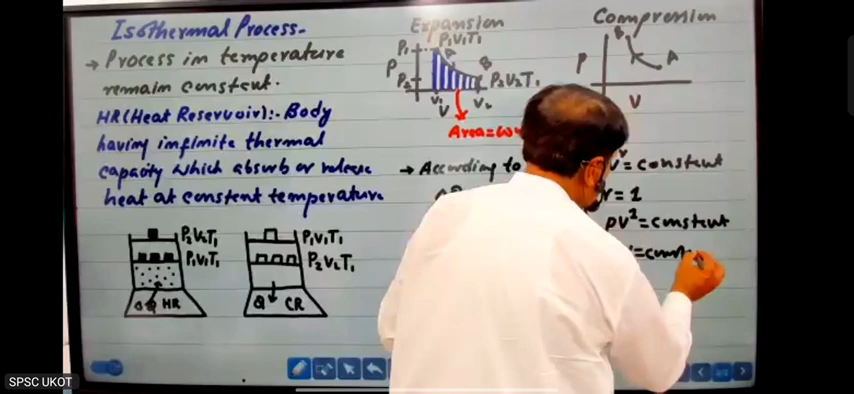 Isothermal Process-
→ Process in temperature
remain constant.
HR(Heat Reservoir):- Body
having infinite thermal
capacity which absorb or release
heat at constant temperature
P2V2T1
P1V1T1
HR
P1V1T1
P2V2T1
Q CR
Expansion
P1 P1V1T1
P
P2 P2V2T1
V1 V2
V
Area=
→ According to
Compression
B
A
P
V
= constant
r = 1
=constant
SPSC UKOT